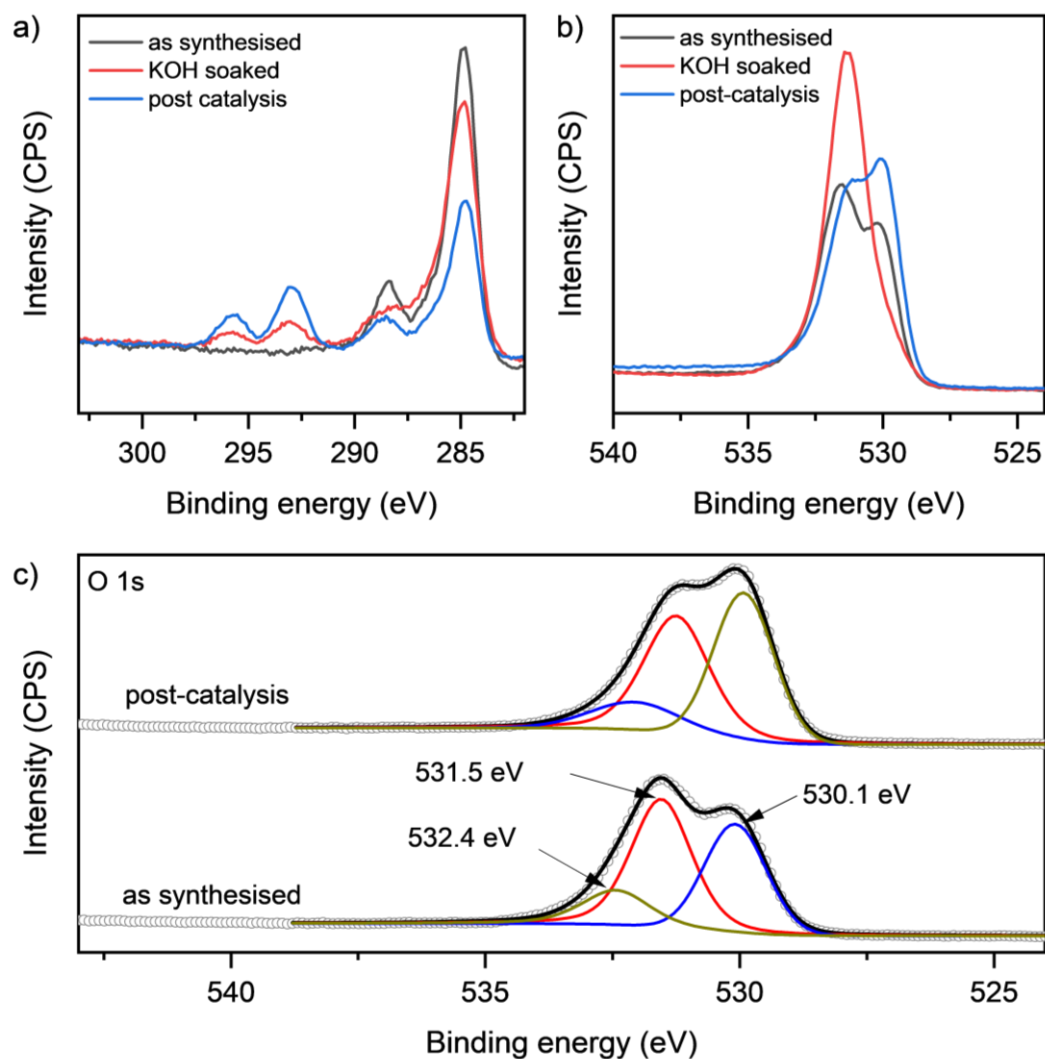 a)
as synthesised
KOH soaked
post catalysis
Intensity (CPS)
300 295 290 285
Binding energy (eV)
b)
as synthesised
KOH soaked
post-catalysis
Intensity (CPS)
540 535 530 525
Binding energy (eV)
c)
O 1s
post-catalysis
531.5 eV
530.1 eV
532.4 eV
as synthesised
Intensity (CPS)
540 535 530 525
Binding energy (eV)